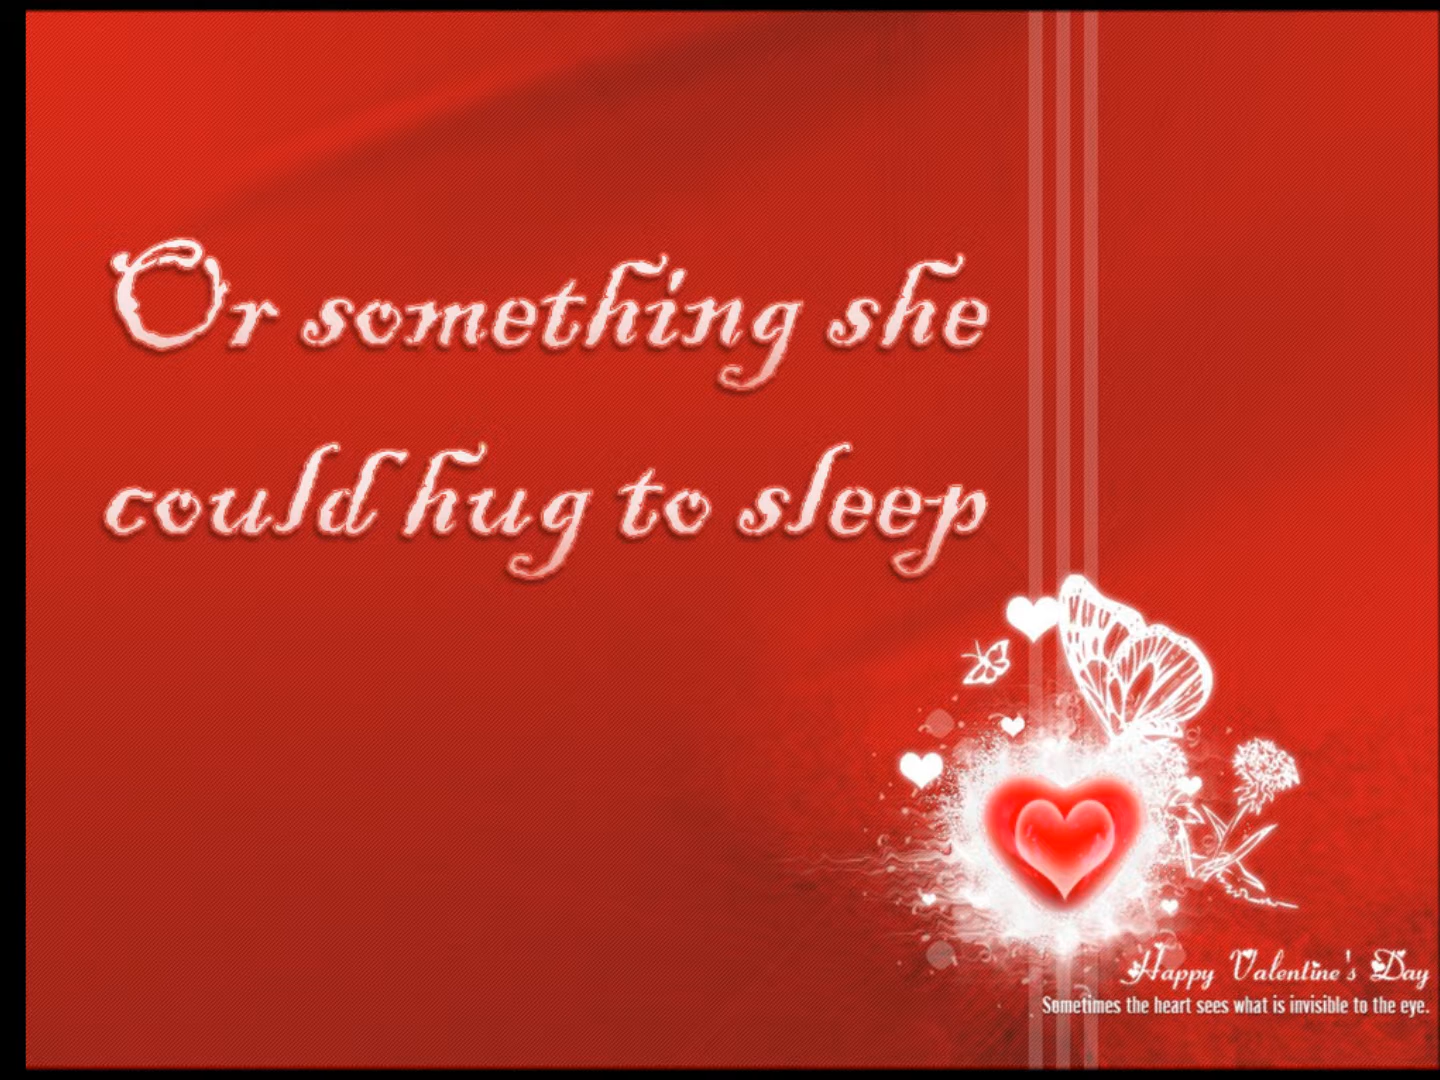 Or something she
could hug to sleep
Happy Valentine's Day
Sometimes the heart sees what is invisible to the eye.